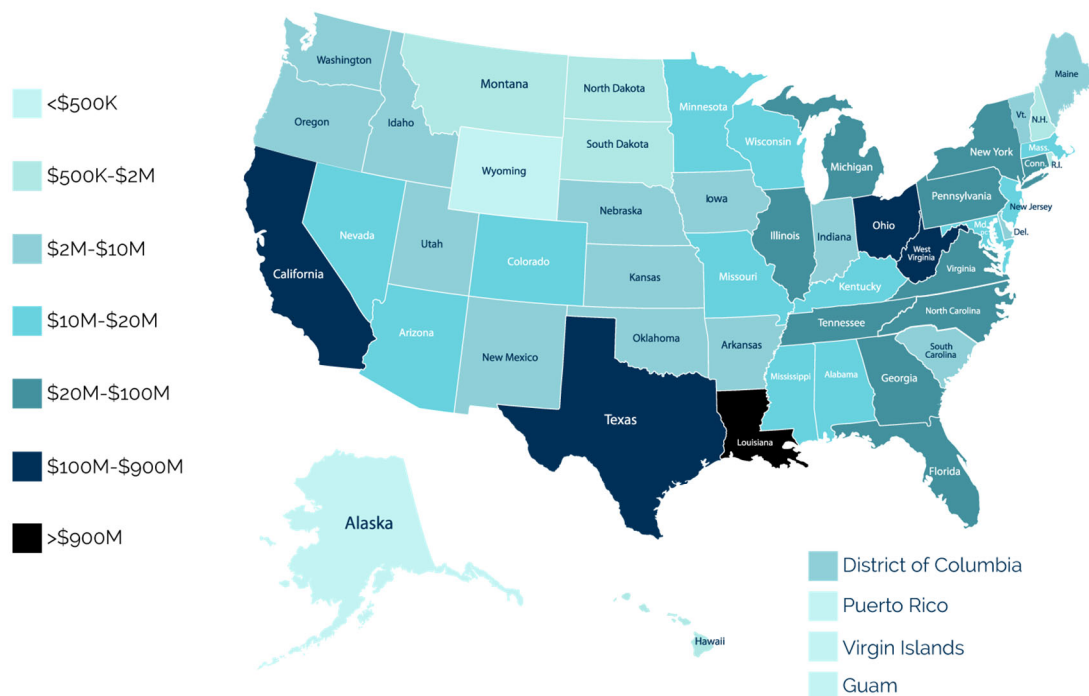 <$500K
$500K-$2M
$2M-$10M
$10M-$20M
$20M-$100M
$100M-$900M
>$900M
Washington
Oregon
Idaho
Montana
North Dakota
South Dakota
Wyoming
Minnesota
Wisconsin
Michigan
Maine
Vt.
N.H.
New York
Mass.
Conn.
R.I.
Pennsylvania
New Jersey
California
Nevada
Utah
Colorado
Nebraska
Iowa
Illinois
Indiana
Ohio
West
Virginia
Md.
DC
Del.
Virginia
Kansas
Missouri
Kentucky
Arizona
New Mexico
Oklahoma
Arkansas
Tennessee
North Carolina
South
Carolina
Mississippi
Alabama
Georgia
Texas
Louisiana
Florida
Alaska
Hawaii
District of Columbia
Puerto Rico
Virgin Islands
Guam